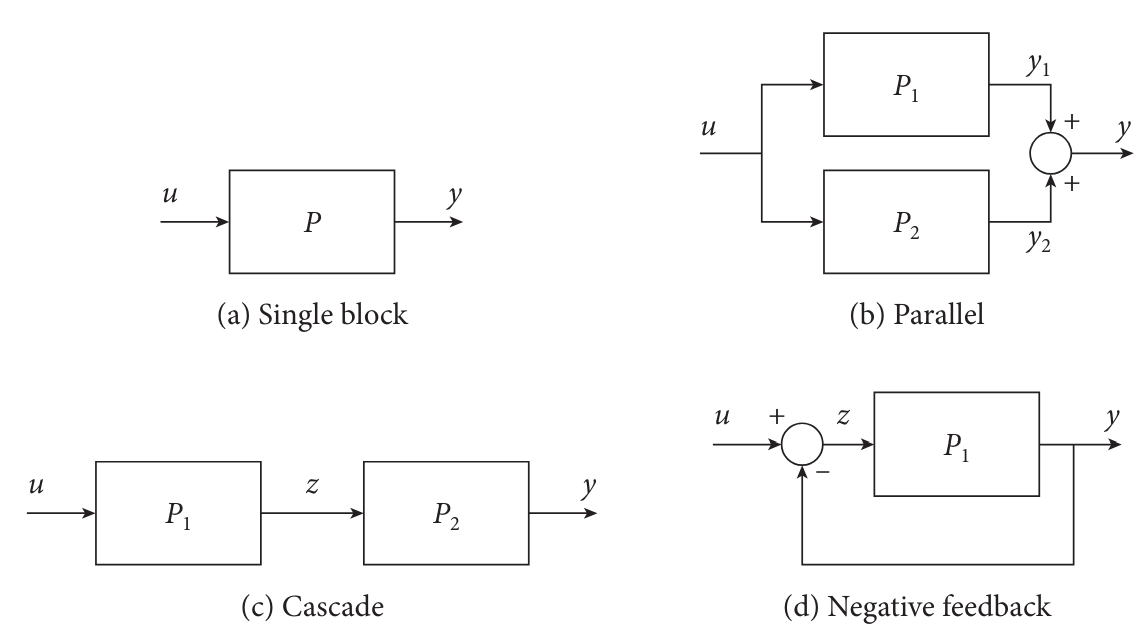 u
P
y
(a) Single block
u
P₁
y₁
+
y
+
P₂
y₂
(b) Parallel
u
P₁
z
P₂
y
(c) Cascade
u
+
z
P₁
y
−
(d) Negative feedback